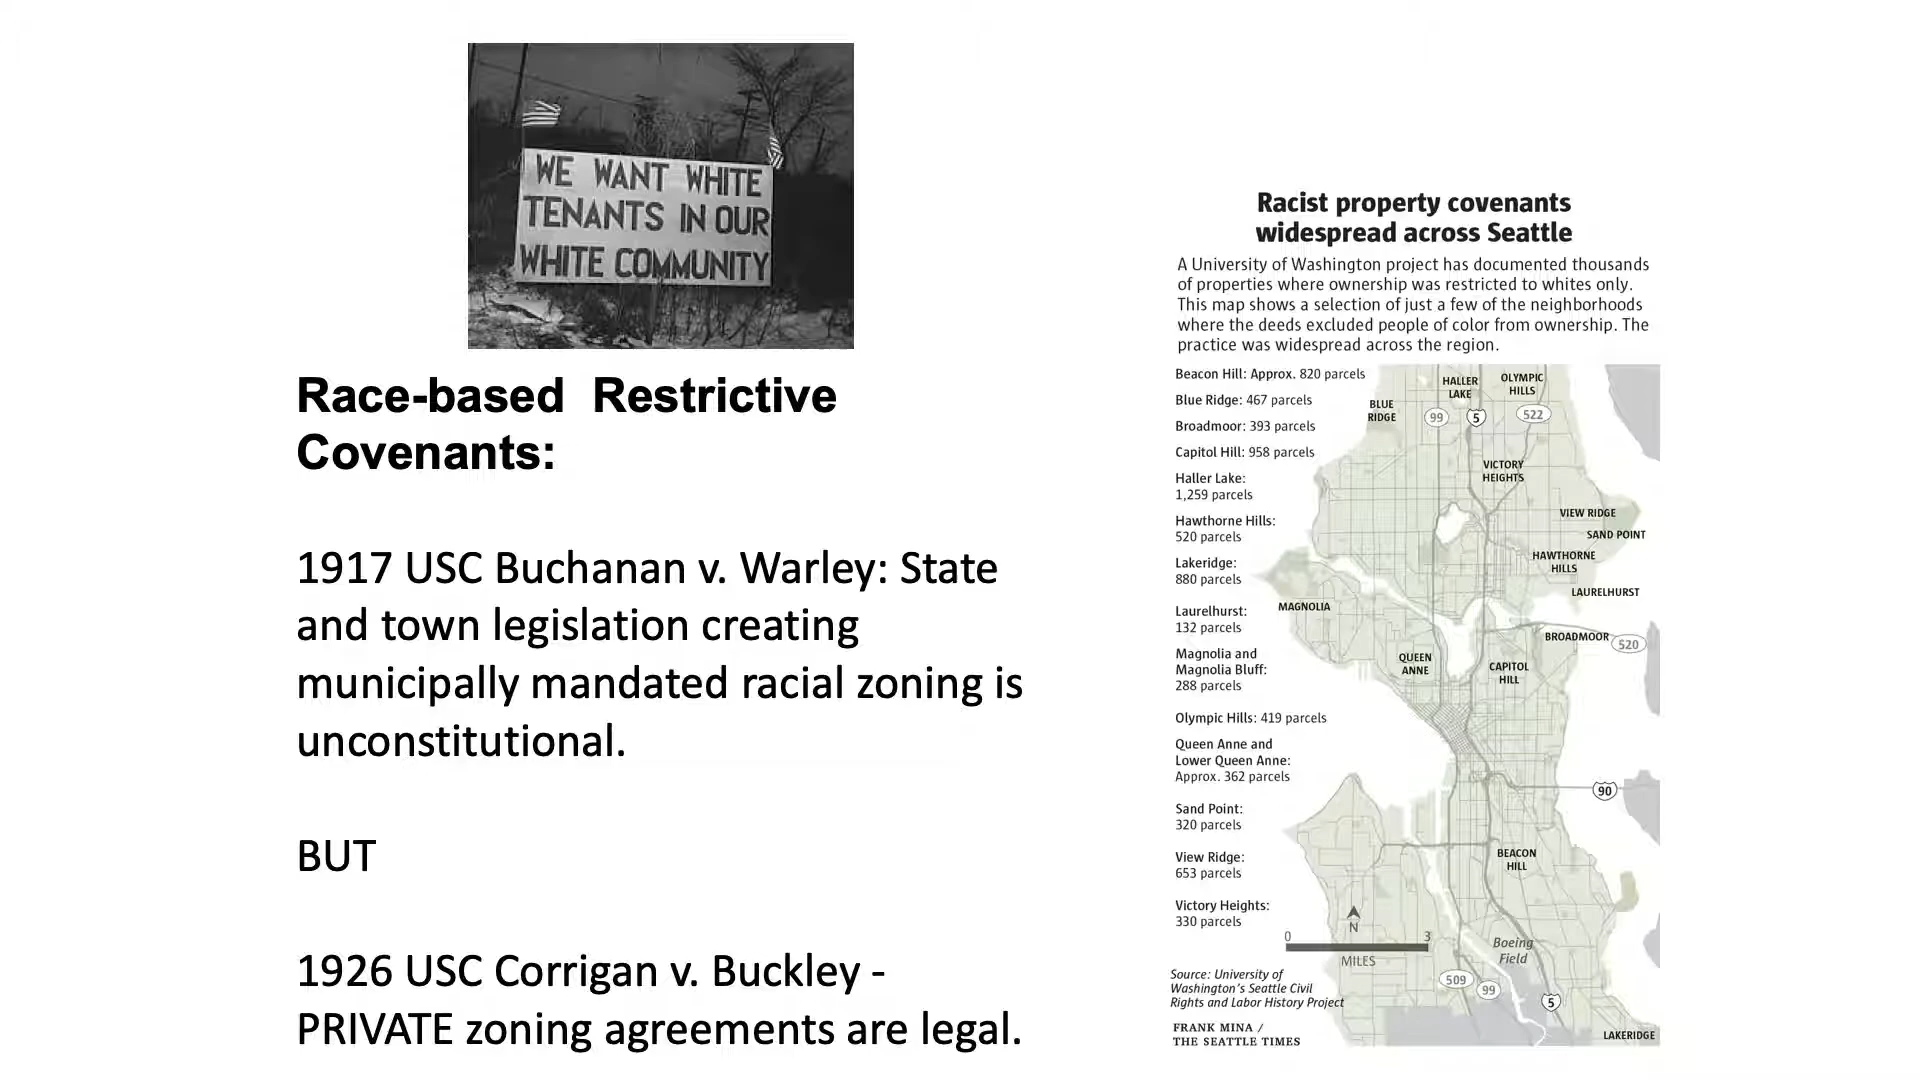 WE WANT WHITE
TENANTS IN OUR
WHITE COMMUNITY
Race-based Restrictive
Covenants:
1917 USC Buchanan v. Warley: State
and town legislation creating
municipally mandated racial zoning is
unconstitutional.
BUT
1926 USC Corrigan v. Buckley -
PRIVATE zoning agreements are legal.
Racist property covenants
widespread across Seattle
A University of Washington project has documented thousands
of properties where ownership was restricted to whites only.
This map shows a selection of just a few of the neighborhoods
where the deeds excluded people of color from ownership. The
practice was widespread across the region.
Beacon Hill: Approx. 820 parcels
Blue Ridge: 467 parcels
Broadmoor: 393 parcels
Capitol Hill: 958 parcels
Haller Lake:
1,259 parcels
Hawthorne Hills:
520 parcels
Lakeridge:
880 parcels
Laurelhurst:
132 parcels
Magnolia and
Magnolia Bluff:
288 parcels
Olympic Hills: 419 parcels
Queen Anne and
Lower Queen Anne:
Approx. 362 parcels
Sand Point:
320 parcels
View Ridge:
653 parcels
Victory Heights:
330 parcels
HALLER
LAKE
OLYMPIC
HILLS
BLUE
RIDGE
99
5
522
VICTORY
HEIGHTS
VIEW RIDGE
SAND POINT
HAWTHORNE
HILLS
LAURELHURST
MAGNOLIA
BROADMOOR
520
QUEEN
ANNE
CAPITOL
HILL
90
BEACON
HILL
N
0 3
MILES
Boeing
Field
509
99
5
LAKERIDGE
Source: University of
Washington's Seattle Civil
Rights and Labor History Project
FRANK MINA /
THE SEATTLE TIMES